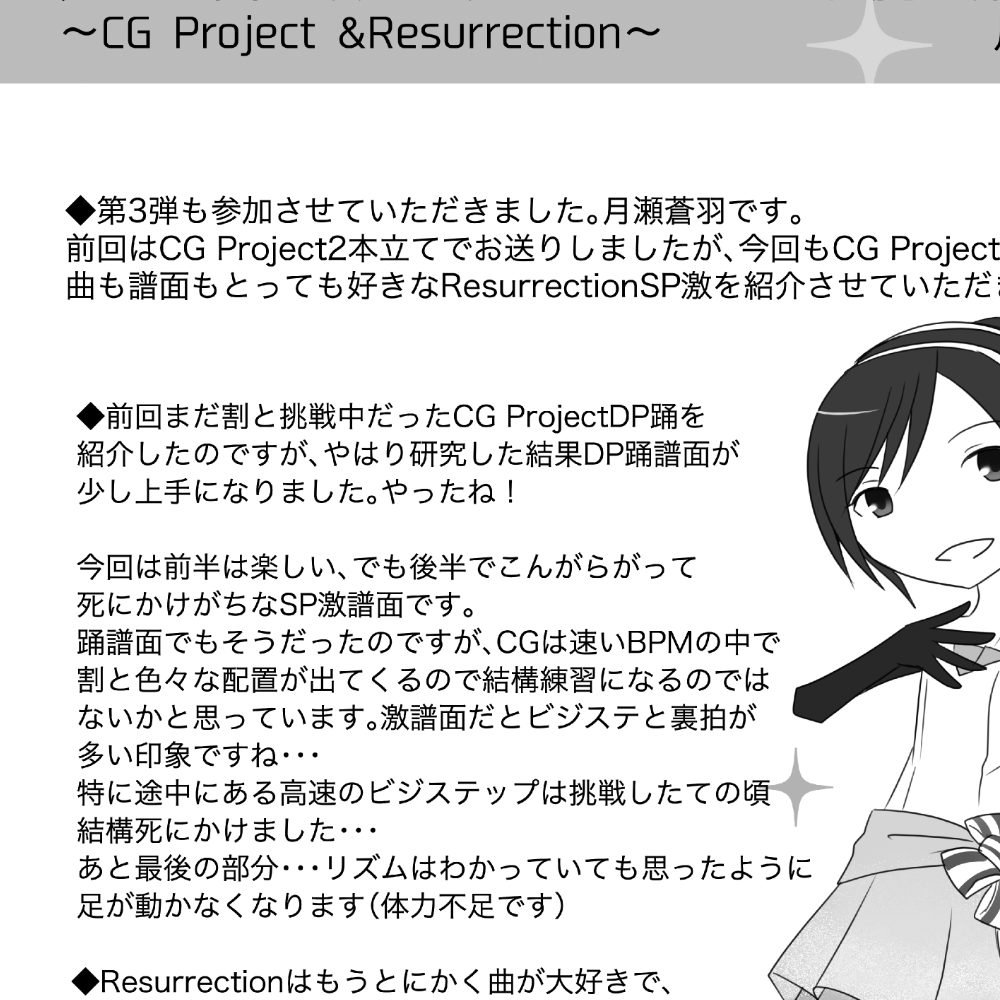 ～CG Project &Resurrection～
◆第3弾も参加させていただきました。月瀬蒼羽です。
前回はCG Project2本立てでお送りしましたが、今回もCG Project
曲も譜面もとっても好きなResurrectionSP激を紹介させていただ
◆前回まだ割と挑戦中だったCG ProjectDP踊を
紹介したのですが、やはり研究した結果DP踊譜面が
少し上手になりました。やったね！
今回は前半は楽しい、でも後半でこんがらがって
死にかけがちなSP激譜面です。
踊譜面でもそうだったのですが、CGは速いBPMの中で
割と色々な配置が出てくるので結構練習になるのでは
ないかと思っています。激譜面だとビジステと裏拍が
多い印象ですね･･･
特に途中にある高速のビジステップは挑戦したての頃
結構死にかけました･･･
あと最後の部分･･･リズムはわかっていても思ったように
足が動かなくなります（体力不足です）
◆Resurrectionはもうとにかく曲が大好きで、